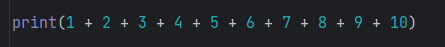 print(1 + 2 + 3 + 4 + 5 + 6 + 7 + 8 + 9 + 10)